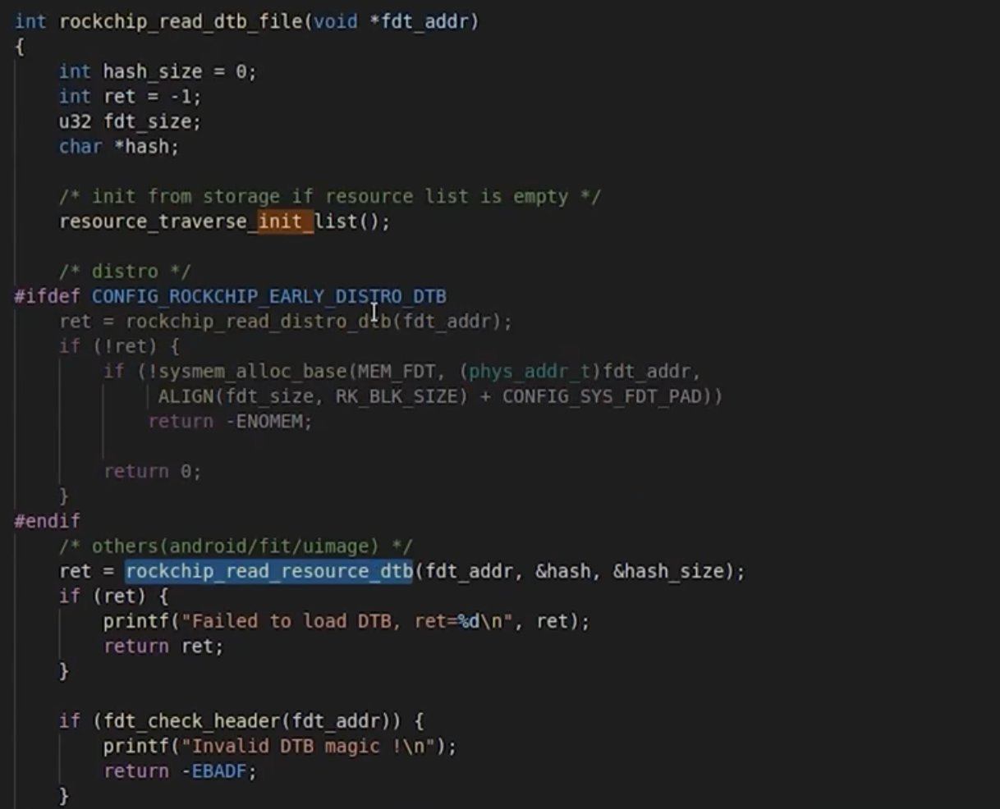 int rockchip_read_dtb_file(void *fdt_addr)
{
    int hash_size = 0;
    int ret = -1;
    u32 fdt_size;
    char *hash;

    /* init from storage if resource list is empty */
    resource_traverse_init_list();

    /* distro */
#ifdef CONFIG_ROCKCHIP_EARLY_DISTRO_DTB
    ret = rockchip_read_distro_dtb(fdt_addr);
    if (!ret) {
        if (!sysmem_alloc_base(MEM_FDT, (phys_addr_t)fdt_addr,
             ALIGN(fdt_size, RK_BLK_SIZE) + CONFIG_SYS_FDT_PAD))
            return -ENOMEM;

        return 0;
    }
#endif
    /* others(android/fit/uimage) */
    ret = rockchip_read_resource_dtb(fdt_addr, &hash, &hash_size);
    if (ret) {
        printf("Failed to load DTB, ret=%d\n", ret);
        return ret;
    }

    if (fdt_check_header(fdt_addr)) {
        printf("Invalid DTB magic !\n");
        return -EBADF;
    }